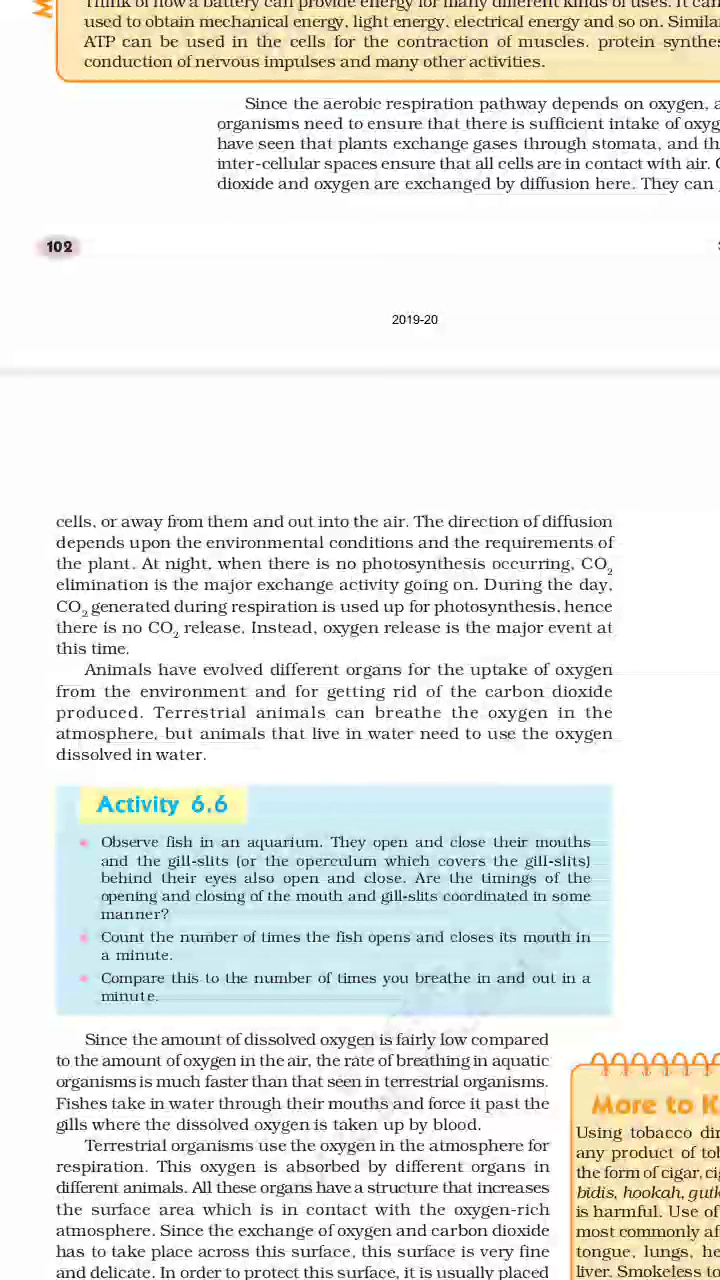 Think of how a battery can provide energy for many different kinds of uses. It can
used to obtain mechanical energy, light energy, electrical energy and so on.
ATP can be used in the cells for the contraction of muscles, protein
conduction of nervous impulses and many other activities.
Since the aerobic respiration pathway depends on oxygen,
organisms need to ensure that there is sufficient intake of
have seen that plants exchange gases through stomata, and
inter-cellular spaces ensure that all cells are in contact with air.
dioxide and oxygen are exchanged by diffusion here. They can
102
2019-20
cells, or away from them and out into the air. The direction of diffusion
depends upon the environmental conditions and the requirements of
the plant. At night, when there is no photosynthesis occurring, CO₂
elimination is the major exchange activity going on. During the day,
CO₂ generated during respiration is used up for photosynthesis, hence
there is no CO₂ release. Instead, oxygen release is the major event at
this time.
Animals have evolved different organs for the uptake of oxygen
from the environment and for getting rid of the carbon dioxide
produced. Terrestrial animals can breathe the oxygen in the
atmosphere, but animals that live in water need to use the oxygen
dissolved in water.
Activity 6.6
• Observe fish in an aquarium. They open and close their mouths
and the gill-slits (or the operculum which covers the gill-slits)
behind their eyes also open and close. Are the timings of the
opening and closing of the mouth and gill-slits coordinated in some
manner?
• Count the number of times the fish opens and closes its mouth in
a minute.
• Compare this to the number of times you breathe in and out in a
minute.
Since the amount of dissolved oxygen is fairly low compared
to the amount of oxygen in the air, the rate of breathing in aquatic
organisms is much faster than that seen in terrestrial organisms.
Fishes take in water through their mouths and force it past the
gills where the dissolved oxygen is taken up by blood.
Terrestrial organisms use the oxygen in the atmosphere for
respiration. This oxygen is absorbed by different organs in
different animals. All these organs have a structure that increases
the surface area which is in contact with the oxygen-rich
atmosphere. Since the exchange of oxygen and carbon dioxide
has to take place across this surface, this surface is very fine
and delicate. In order to protect this surface, it is usually placed
More to
Using tobacco
any product of
the form of cigar,
bidis, hookah,
is harmful. Use of
most commonly
tongue, lungs,
liver. Smokeless